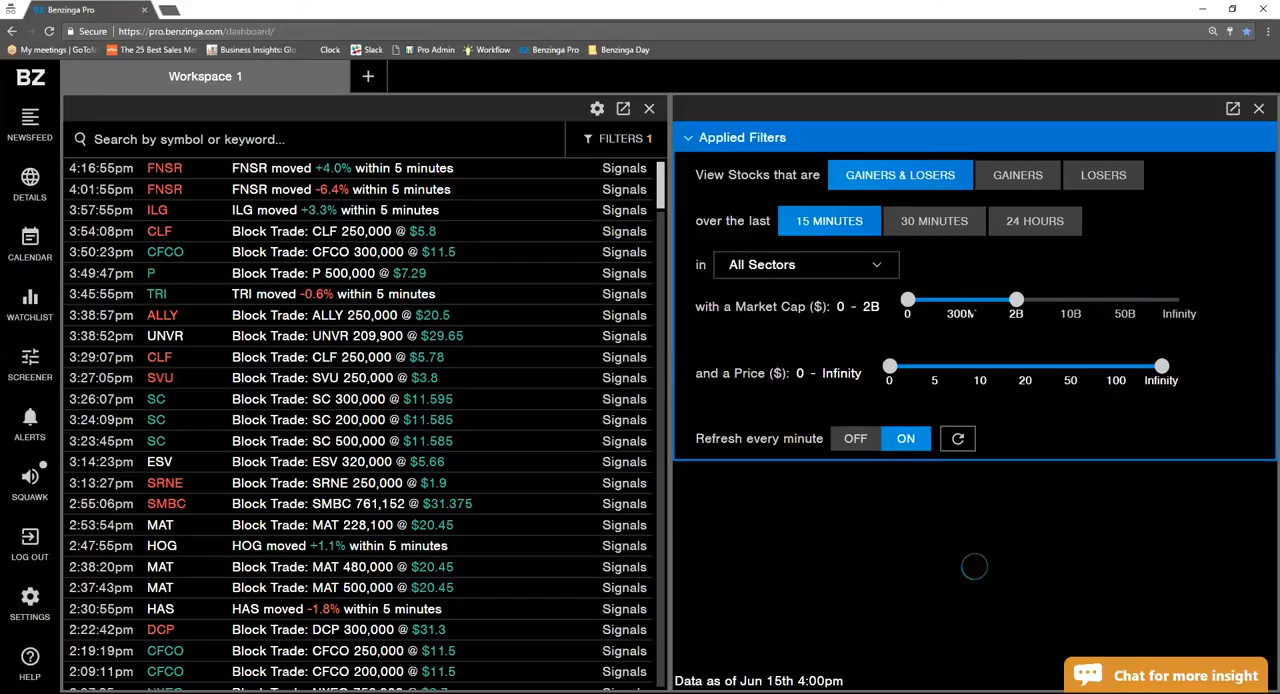 Benzinga Pro
Secure | https://pro.benzinga.com/dashboard/
My meetings | GoToM The 25 Best Sales Mee Business Insights: Glo Clock Slack Pro Admin Workflow Benzinga Pro Benzinga Day
BZ
Workspace 1
+
NEWSFEED
DETAILS
CALENDAR
WATCHLIST
SCREENER
ALERTS
SQUAWK
LOG OUT
SETTINGS
HELP
Search by symbol or keyword...
FILTERS 1
4:16:55pm FNSR FNSR moved +4.0% within 5 minutes Signals
4:01:55pm FNSR FNSR moved -6.4% within 5 minutes Signals
3:57:55pm ILG ILG moved +3.3% within 5 minutes Signals
3:54:08pm CLF Block Trade: CLF 250,000 @ $5.8 Signals
3:50:23pm CFCO Block Trade: CFCO 300,000 @ $11.5 Signals
3:49:47pm P Block Trade: P 500,000 @ $7.29 Signals
3:45:55pm TRI TRI moved -0.6% within 5 minutes Signals
3:38:57pm ALLY Block Trade: ALLY 250,000 @ $20.5 Signals
3:38:52pm UNVR Block Trade: UNVR 209,900 @ $29.65 Signals
3:29:07pm CLF Block Trade: CLF 250,000 @ $5.78 Signals
3:27:05pm SVU Block Trade: SVU 250,000 @ $3.8 Signals
3:26:07pm SC Block Trade: SC 300,000 @ $11.595 Signals
3:24:09pm SC Block Trade: SC 200,000 @ $11.585 Signals
3:23:45pm SC Block Trade: SC 500,000 @ $11.585 Signals
3:14:23pm ESV Block Trade: ESV 320,000 @ $5.66 Signals
3:13:27pm SRNE Block Trade: SRNE 250,000 @ $1.9 Signals
2:55:06pm SMBC Block Trade: SMBC 761,152 @ $31.375 Signals
2:53:54pm MAT Block Trade: MAT 228,100 @ $20.45 Signals
2:47:55pm HOG HOG moved +1.1% within 5 minutes Signals
2:38:20pm MAT Block Trade: MAT 480,000 @ $20.45 Signals
2:37:43pm MAT Block Trade: MAT 500,000 @ $20.45 Signals
2:30:55pm HAS HAS moved -1.8% within 5 minutes Signals
2:22:42pm DCP Block Trade: DCP 300,000 @ $31.3 Signals
2:19:19pm CFCO Block Trade: CFCO 250,000 @ $11.5 Signals
2:09:11pm CFCO Block Trade: CFCO 200,000 @ $11.5 Signals
Applied Filters
View Stocks that are GAINERS & LOSERS GAINERS LOSERS
over the last 15 MINUTES 30 MINUTES 24 HOURS
in All Sectors
with a Market Cap ($): 0 - 2B
0 300M 2B 10B 50B Infinity
and a Price ($): 0 - Infinity
0 5 10 20 50 100 Infinity
Refresh every minute OFF ON
Data as of Jun 15th 4:00pm
Chat for more insight